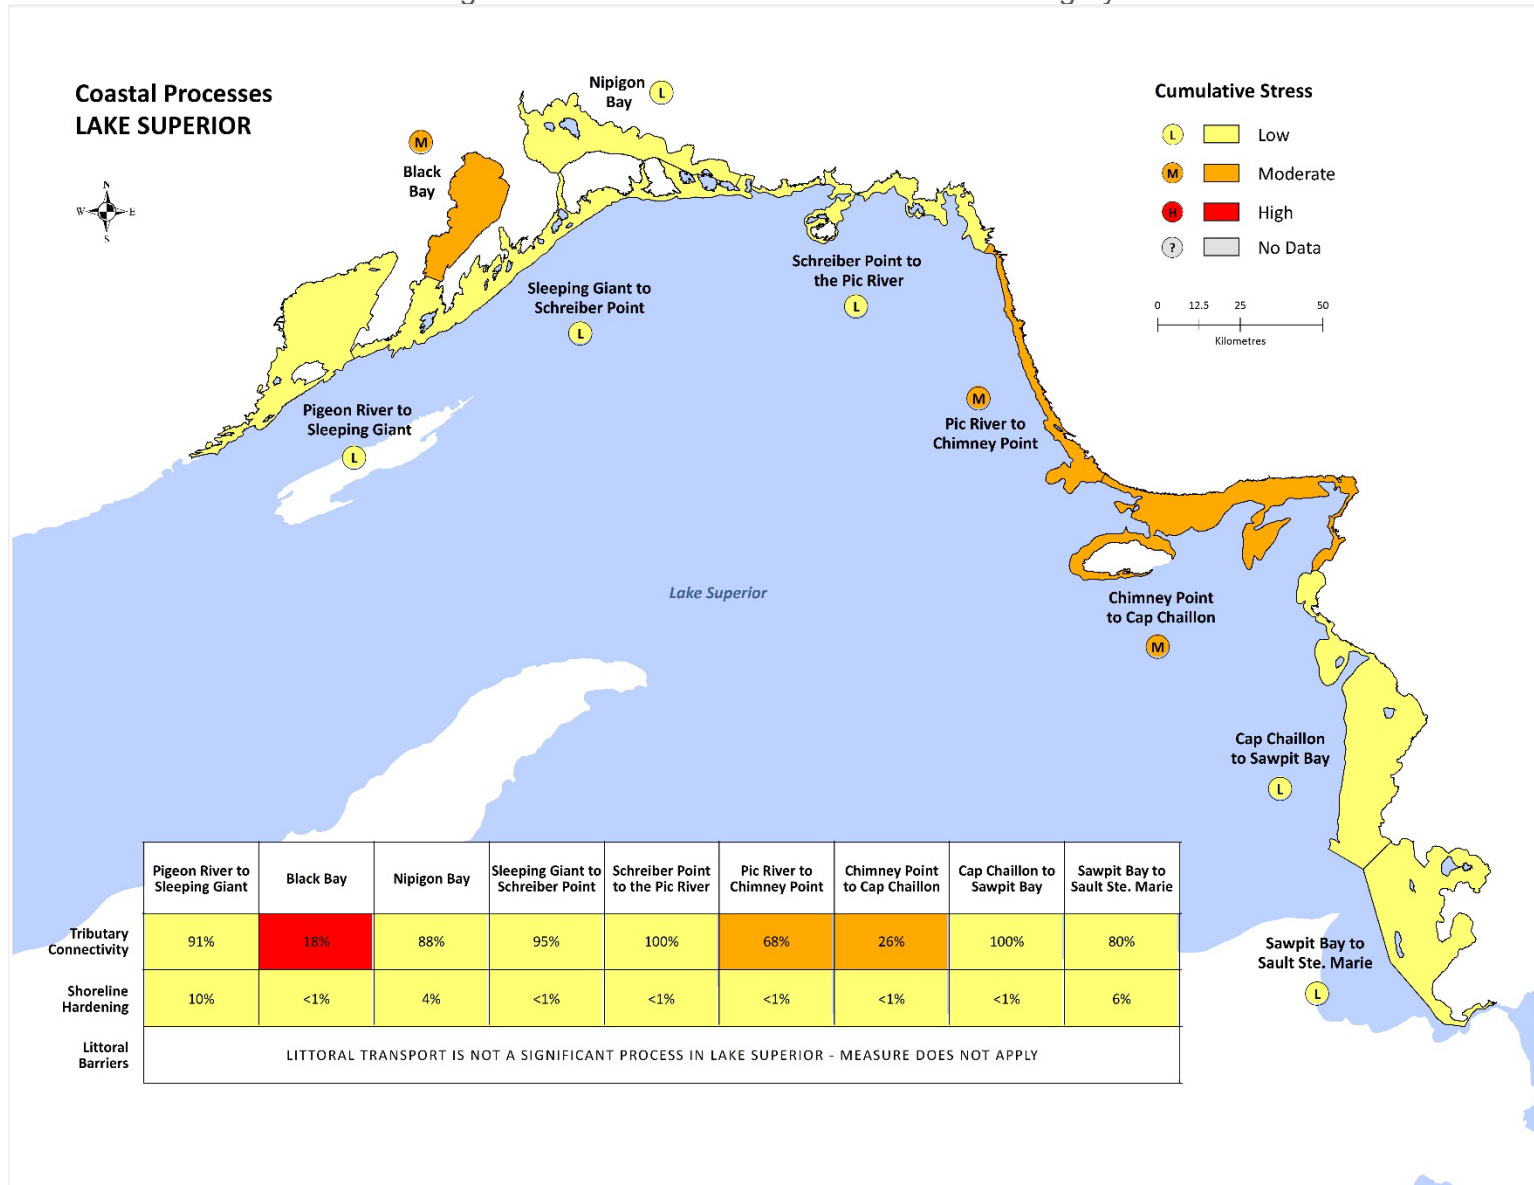 Coastal Processes
LAKE SUPERIOR
N
W
E
S
Nipigon
Bay
L
M
Black
Bay
Cumulative Stress
L
Low
M
Moderate
H
High
?
No Data
0
12.5
25
50
Kilometres
Schreiber Point to
the Pic River
L
Sleeping Giant to
Schreiber Point
L
Pigeon River to
Sleeping Giant
L
M
Pic River to
Chimney Point
Lake Superior
Chimney Point
to Cap Chaillon
M
Cap Chaillon
to Sawpit Bay
L
Sawpit Bay to
Sault Ste. Marie
L
Pigeon River to
Sleeping Giant
Black Bay
Nipigon Bay
Sleeping Giant to
Schreiber Point
Schreiber Point
to the Pic River
Pic River to
Chimney Point
Chimney Point
to Cap Chaillon
Cap Chaillon to
Sawpit Bay
Sawpit Bay to
Sault Ste. Marie
Tributary
Connectivity
91%
18%
88%
95%
100%
68%
26%
100%
80%
Shoreline
Hardening
10%
<1%
4%
<1%
<1%
<1%
<1%
<1%
6%
Littoral
Barriers
LITTORAL TRANSPORT IS NOT A SIGNIFICANT PROCESS IN LAKE SUPERIOR - MEASURE DOES NOT APPLY